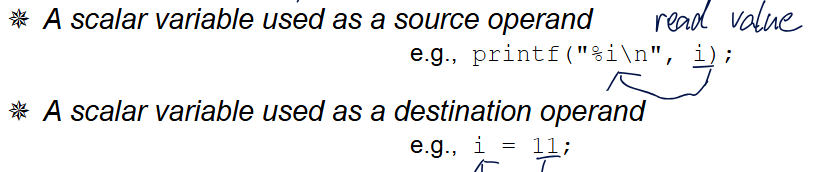 ✵ A scalar variable used as a source operand read value
e.g., printf("%i\n", i);
✵ A scalar variable used as a destination operand
e.g., i = 11;